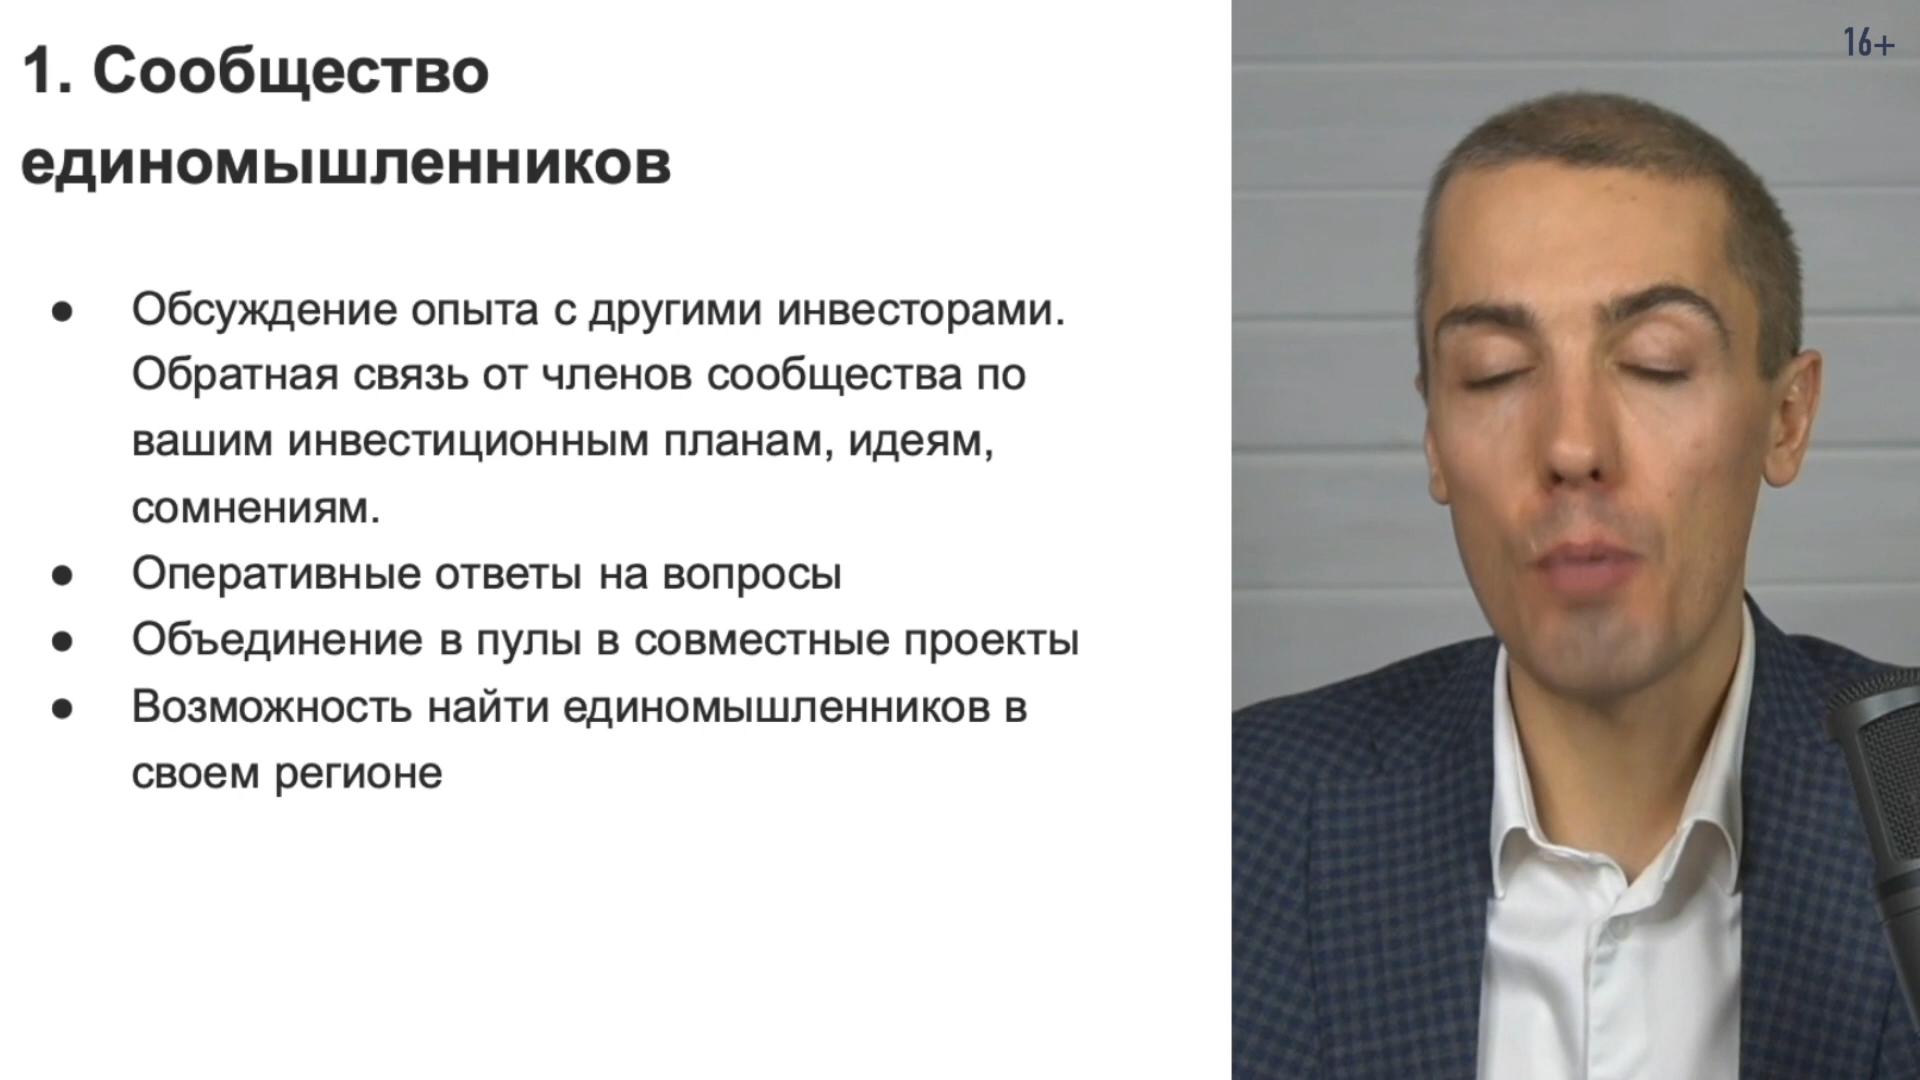 1. Сообщество
единомышленников
● Обсуждение опыта с другими инвесторами.
Обратная связь от членов сообщества по
вашим инвестиционным планам, идеям,
сомнениям.
● Оперативные ответы на вопросы
● Объединение в пулы в совместные проекты
● Возможность найти единомышленников в
своем регионе
16+